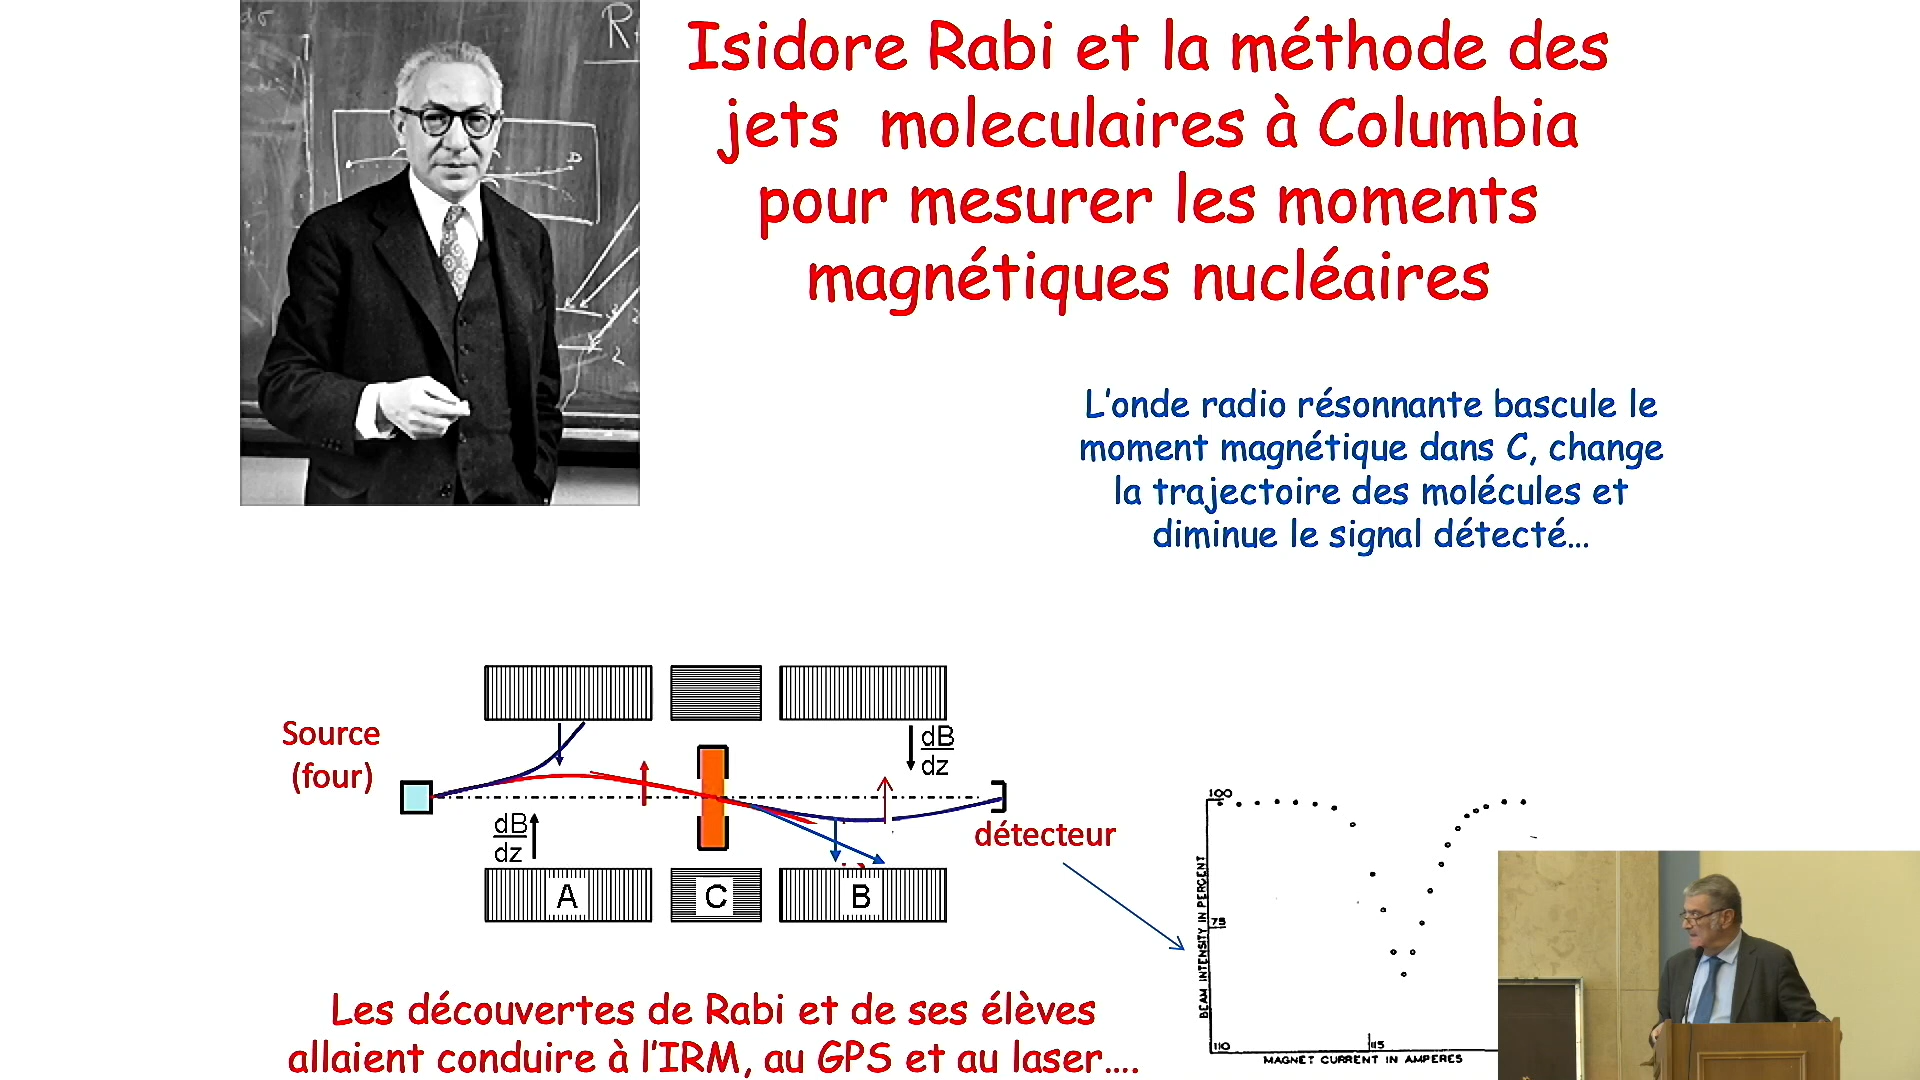 Isidore Rabi et la méthode des
jets moleculaires à Columbia
pour mesurer les moments
magnétiques nucléaires
L'onde radio résonnante bascule le
moment magnétique dans C, change
la trajectoire des molécules et
diminue le signal détecté...
Source
(four)
dB
dz
dB
dz
détecteur
A
C
B
100
75
110
115
BEAM INTENSITY IN PERCENT
MAGNET CURRENT IN AMPERES
Les découvertes de Rabi et de ses élèves
allaient conduire à l'IRM, au GPS et au laser....